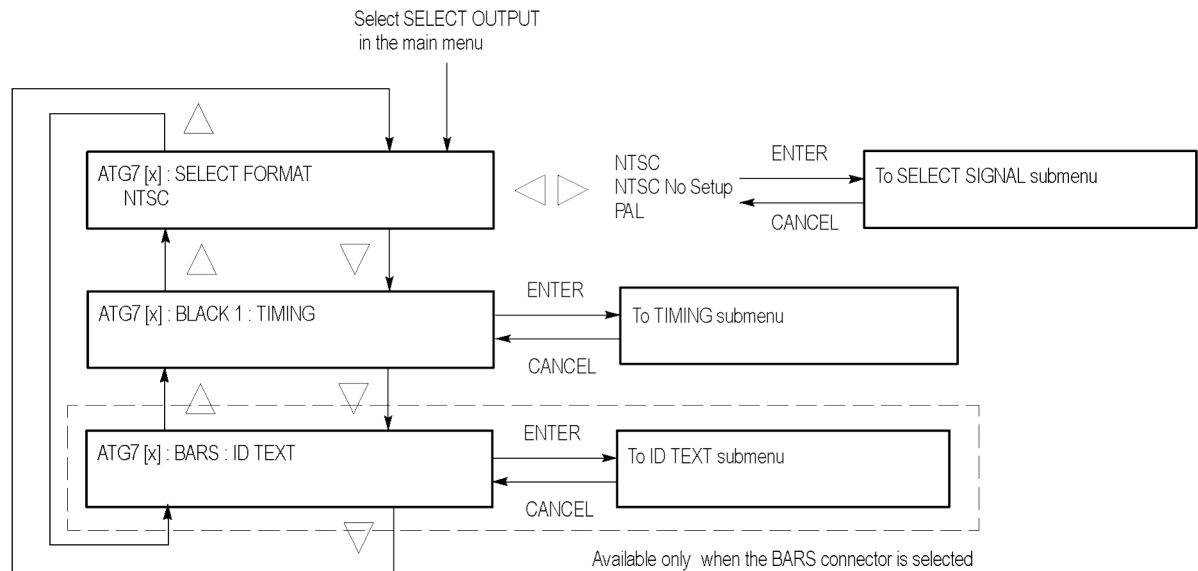 Select SELECT OUTPUT
in the main menu
ATG7 [x] : SELECT FORMAT
NTSC
NTSC
NTSC No Setup
PAL
ENTER
CANCEL
To SELECT SIGNAL submenu
ATG7 [x] : BLACK 1 : TIMING
ENTER
CANCEL
To TIMING submenu
ATG7 [x] : BARS : ID TEXT
ENTER
CANCEL
To ID TEXT submenu
Available only when the BARS connector is selected